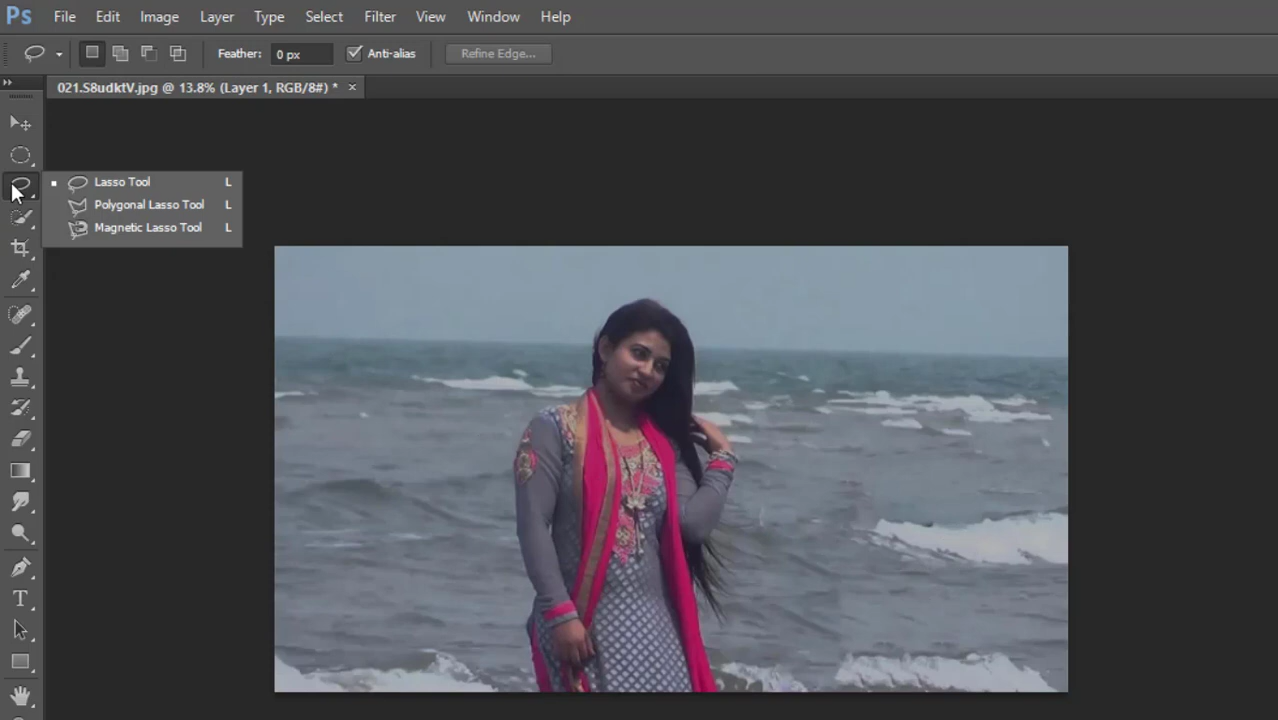 Ps File Edit Image Layer Type Select Filter View Window Help
Feather: 0 px Anti-alias Refine Edge...
021.S8udktV.jpg @ 13.8% (Layer 1, RGB/8#) * ×
Lasso Tool L
Polygonal Lasso Tool L
Magnetic Lasso Tool L
T